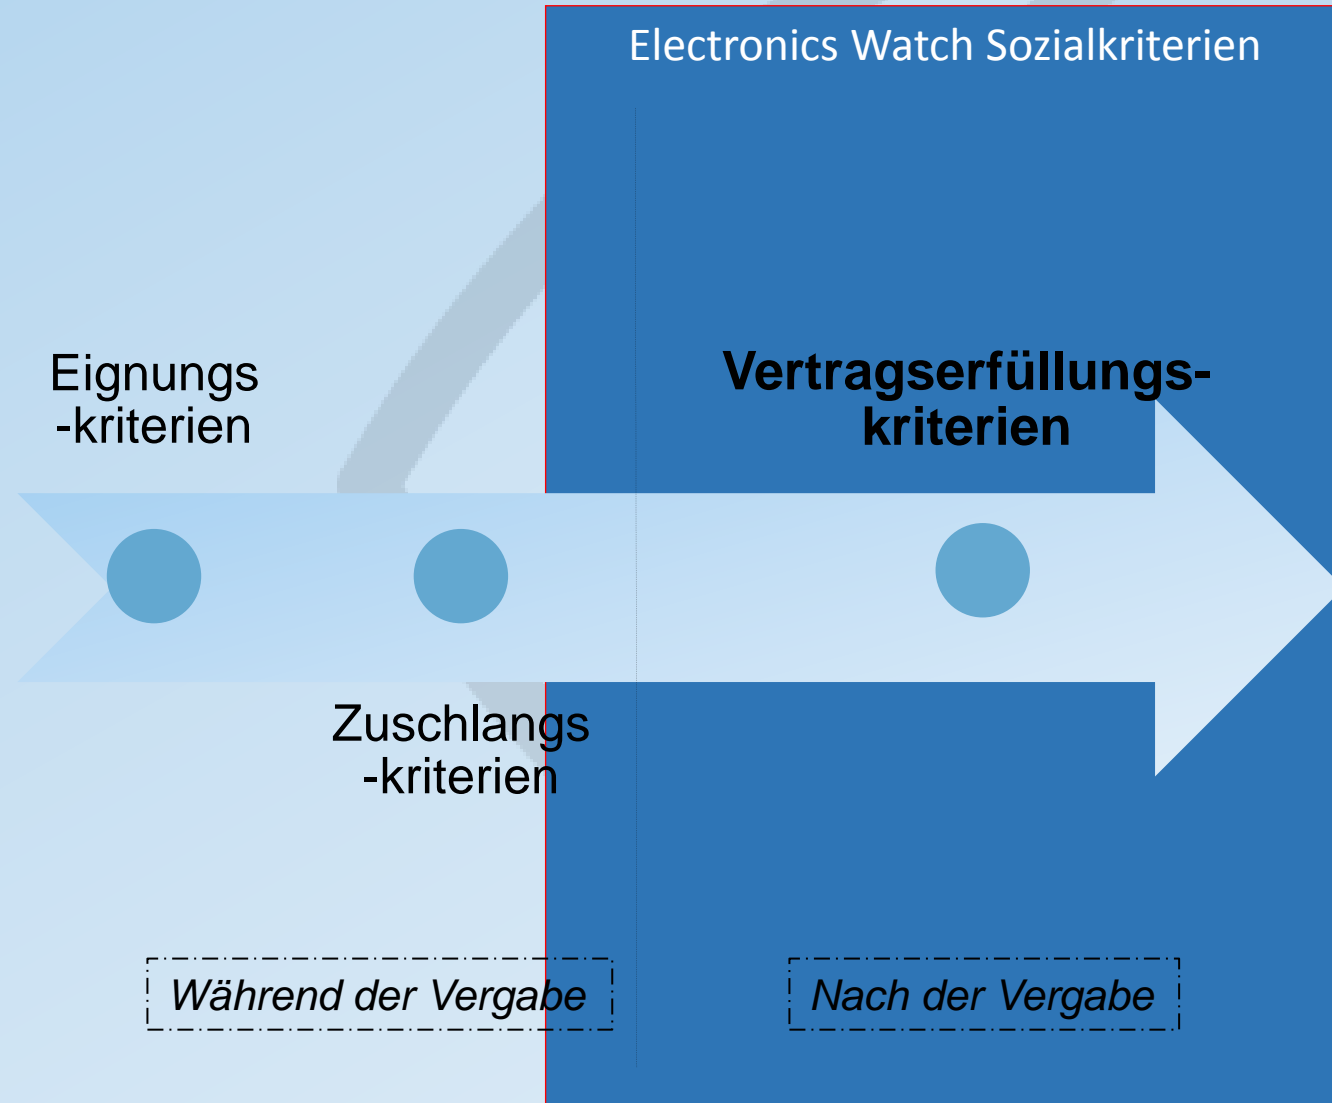 Electronics Watch Sozialkriterien
Eignungs
-kriterien
Vertragserfüllungs-
kriterien
Zuschlangs
-kriterien
Während der Vergabe
Nach der Vergabe